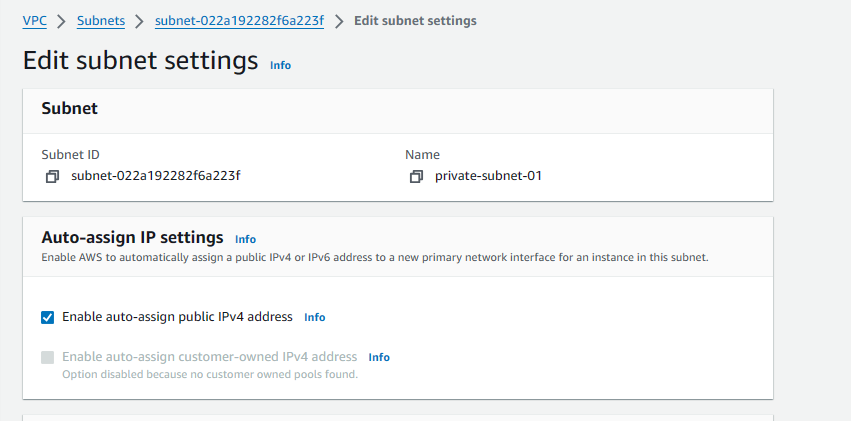 VPC > Subnets > subnet-022a192282f6a223f > Edit subnet settings
Edit subnet settings Info
Subnet
Subnet ID Name
subnet-022a192282f6a223f private-subnet-01
Auto-assign IP settings Info
Enable AWS to automatically assign a public IPv4 or IPv6 address to a new primary network interface for an instance in this subnet.
Enable auto-assign public IPv4 address Info
Enable auto-assign customer-owned IPv4 address Info
Option disabled because no customer owned pools found.